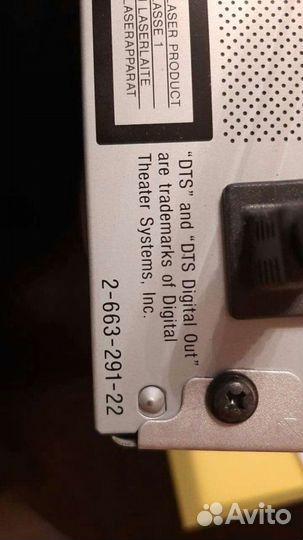 LASER PRODUCT
ASSE 1
LASERLAITE
LASERAPPARAT
"DTS" and "DTS Digital Out"
are trademarks of Digital
Theater Systems, Inc.
2-663-291-22
Avito